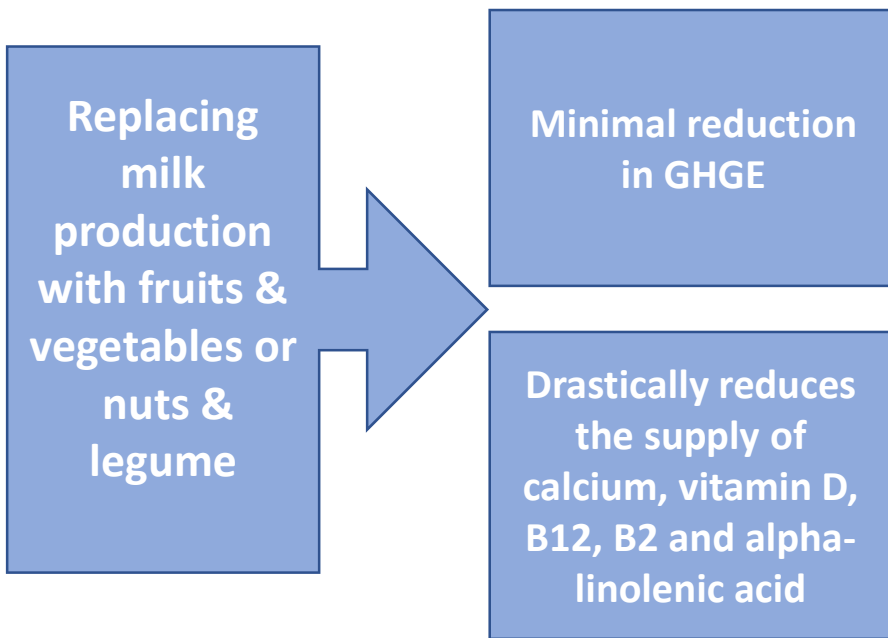 Replacing
milk
production
with fruits &
vegetables or
nuts &
legume
Minimal reduction
in GHGE
Drastically reduces
the supply of
calcium, vitamin D,
B12, B2 and alpha-
linolenic acid